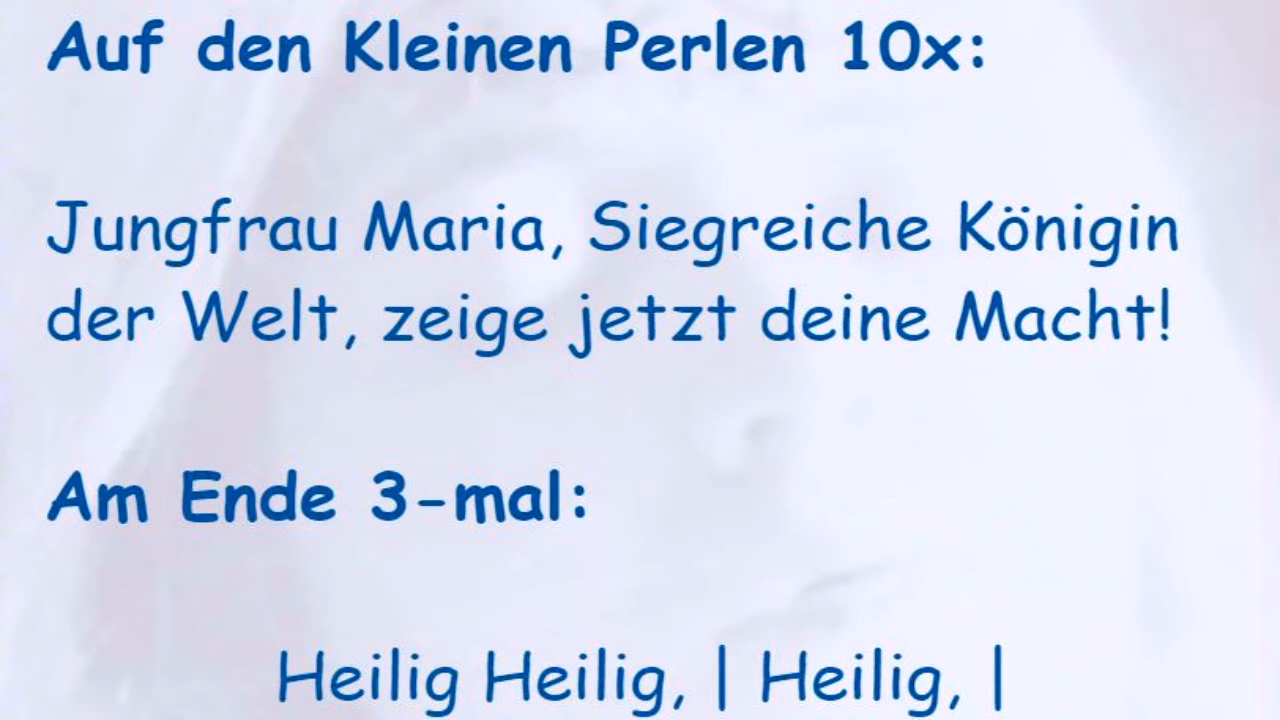 Auf den Kleinen Perlen 10x:
Jungfrau Maria, Siegreiche Königin
der Welt, zeige jetzt deine Macht!
Am Ende 3-mal:
Heilig Heilig, | Heilig, |